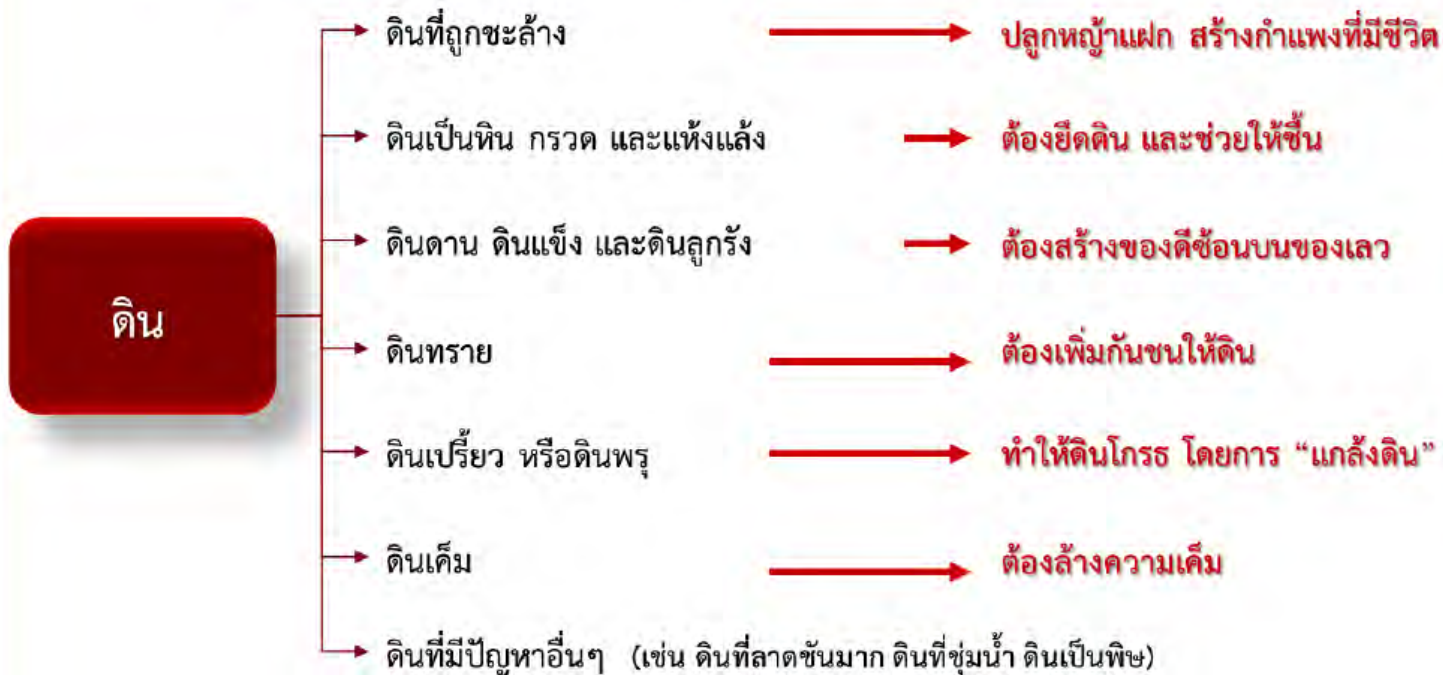 ดินที่ถูกชะล้าง ปลูกหญ้าแฝก สร้างกำแพงที่มีชีวิต
ดินเป็นหิน กรวด และแห้งแล้ง ต้องยึดดิน และช่วยให้ชื้น
ดินดาน ดินแข็ง และดินลูกรัง ต้องสร้างของดีซ้อนบนของเลว
ดิน
ดินทราย ต้องเพิ่มกันชนให้ดิน
ดินเปรี้ยว หรือดินพรุ ทำให้ดินโกรธ โดยการ “แกล้งดิน”
ดินเค็ม ต้องล้างความเค็ม
ดินที่มีปัญหาอื่นๆ (เช่น ดินที่ลาดชันมาก ดินที่ชุ่มน้ำ ดินเป็นพิษ)